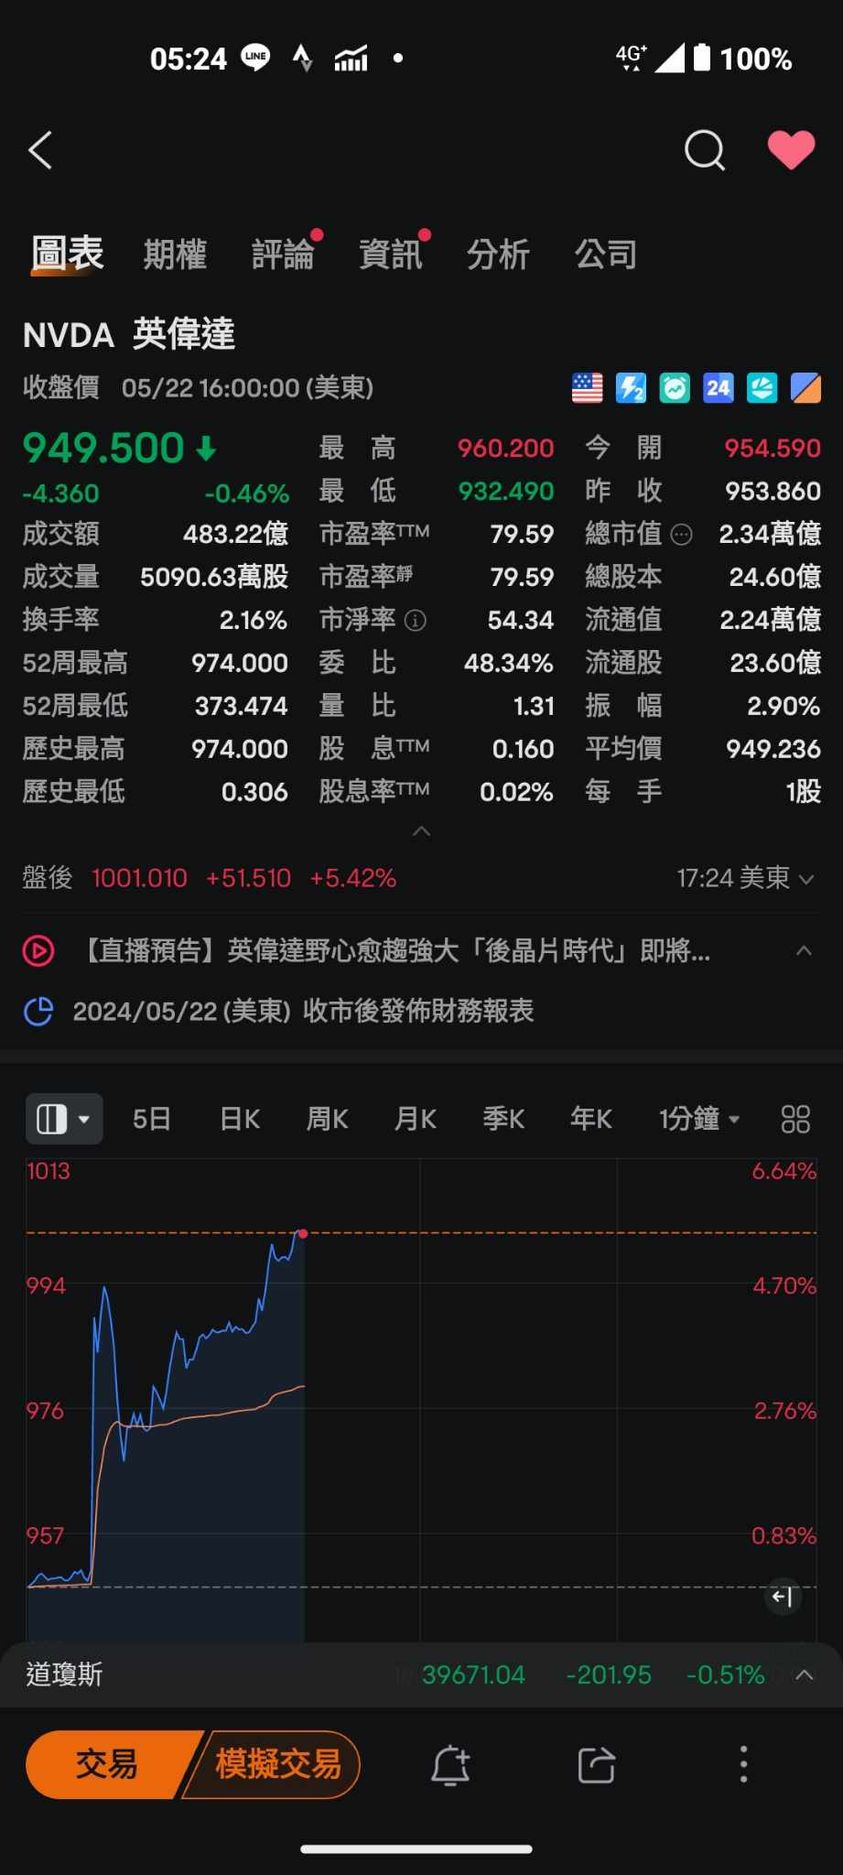 05:24 LINE 4G+ 100%
圖表 期權 評論 資訊 分析 公司
NVDA 英偉達
收盤價 05/22 16:00:00 (美東) 2 24
949.500 最高 960.200 今開 954.590
-4.360 -0.46% 最低 932.490 昨收 953.860
成交額 483.22億 市盈率TTM 79.59 總市值 2.34萬億
成交量 5090.63萬股 市盈率靜 79.59 總股本 24.60億
換手率 2.16% 市淨率 54.34 流通值 2.24萬億
52周最高 974.000 委比 48.34% 流通股 23.60億
52周最低 373.474 量比 1.31 振幅 2.90%
歷史最高 974.000 股息TTM 0.160 平均價 949.236
歷史最低 0.306 股息率TTM 0.02% 每手 1股
盤後 1001.010 +51.510 +5.42% 17:24 美東
【直播預告】英偉達野心愈趨強大「後晶片時代」即將...
2024/05/22 (美東) 收市後發佈財務報表
5日 日K 周K 月K 季K 年K 1分鐘
1013 6.64%
994 4.70%
976 2.76%
957 0.83%
道瓊斯 39671.04 -201.95 -0.51%
交易 模擬交易